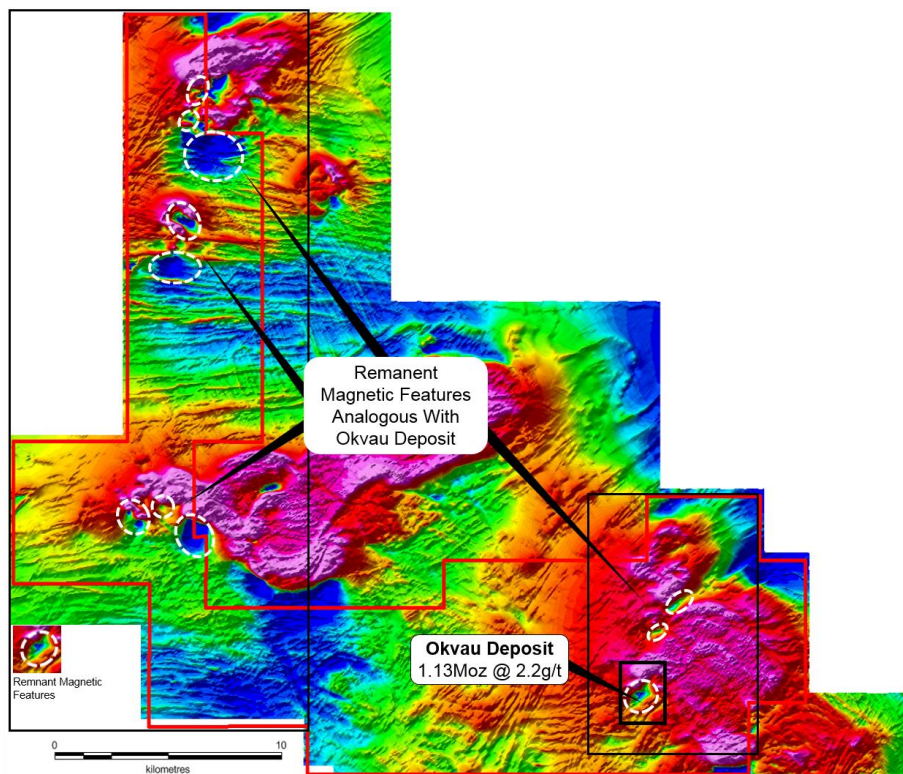 Remanent
Magnetic Features
Analogous With
Okvau Deposit
Okvau Deposit
1.13Moz @ 2.2g/t
Remnant Magnetic
Features
0
10
kilometres